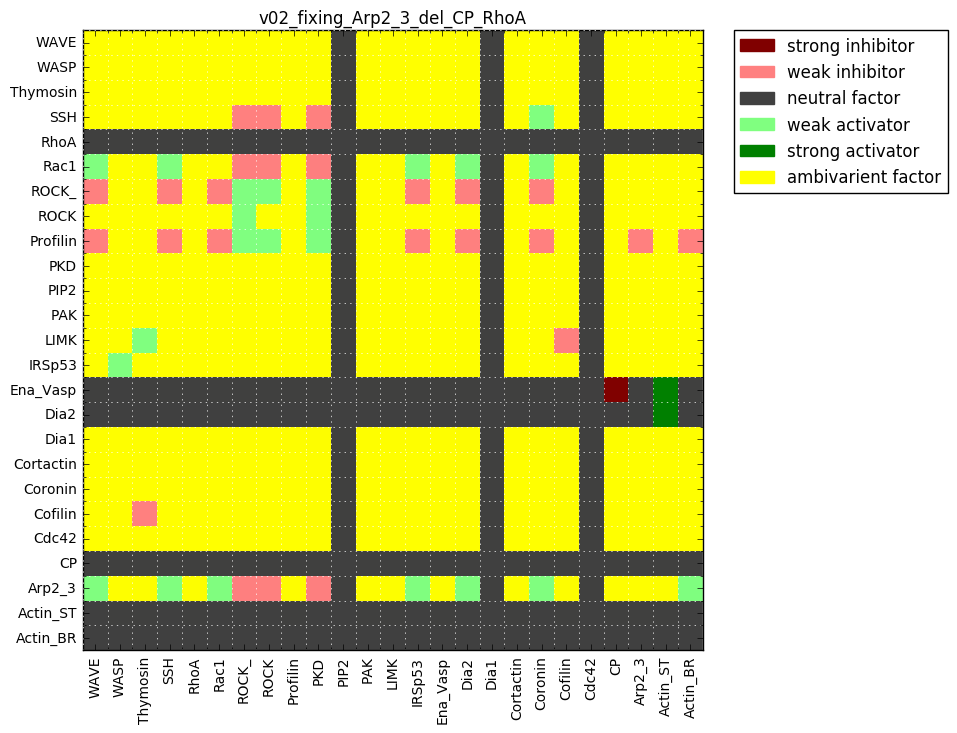 v02_fixing_Arp2_3_del_CP_RhoA
WAVE
WASP
Thymosin
SSH
RhoA
Rac1
ROCK_
ROCK
Profilin
PKD
PIP2
PAK
LIMK
IRSp53
Ena_Vasp
Dia2
Dia1
Cortactin
Coronin
Cofilin
Cdc42
CP
Arp2_3
Actin_ST
Actin_BR
WAVE
WASP
Thymosin
SSH
RhoA
Rac1
ROCK_
ROCK
Profilin
PKD
PIP2
PAK
LIMK
IRSp53
Ena_Vasp
Dia2
Dia1
Cortactin
Coronin
Cofilin
Cdc42
CP
Arp2_3
Actin_ST
Actin_BR
strong inhibitor
weak inhibitor
neutral factor
weak activator
strong activator
ambivarient factor